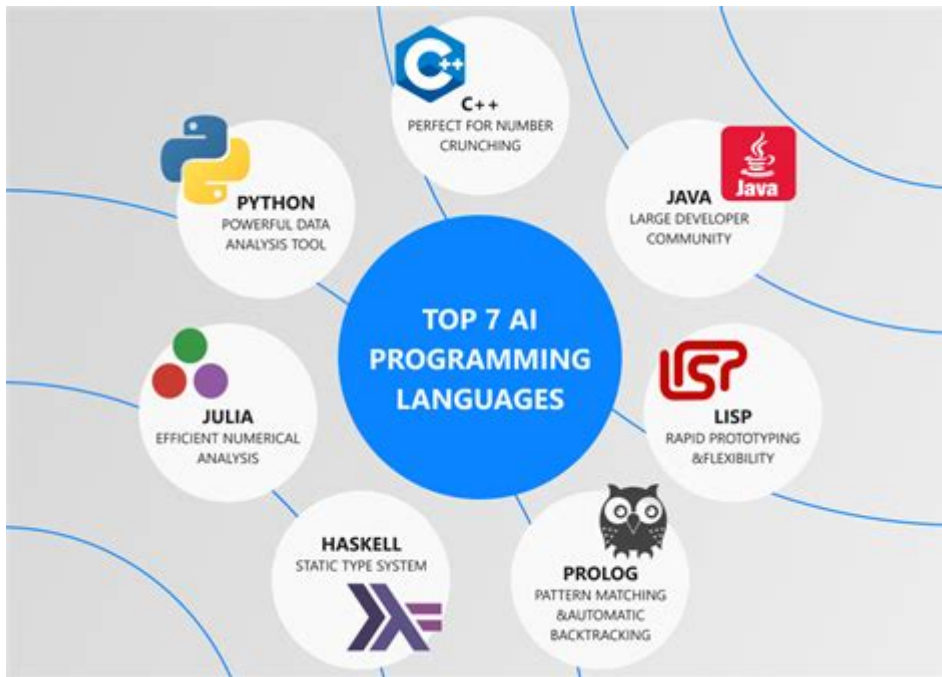 C++
C++
PERFECT FOR NUMBER
CRUNCHING
PYTHON
POWERFUL DATA
ANALYSIS TOOL
Java
JAVA
LARGE DEVELOPER
COMMUNITY
TOP 7 AI
PROGRAMMING
LANGUAGES
JULIA
EFFICIENT NUMERICAL
ANALYSIS
LISP
LISP
RAPID PROTOTYPING
&FLEXIBILITY
HASKELL
STATIC TYPE SYSTEM
PROLOG
PATTERN MATCHING
&AUTOMATIC
BACKTRACKING